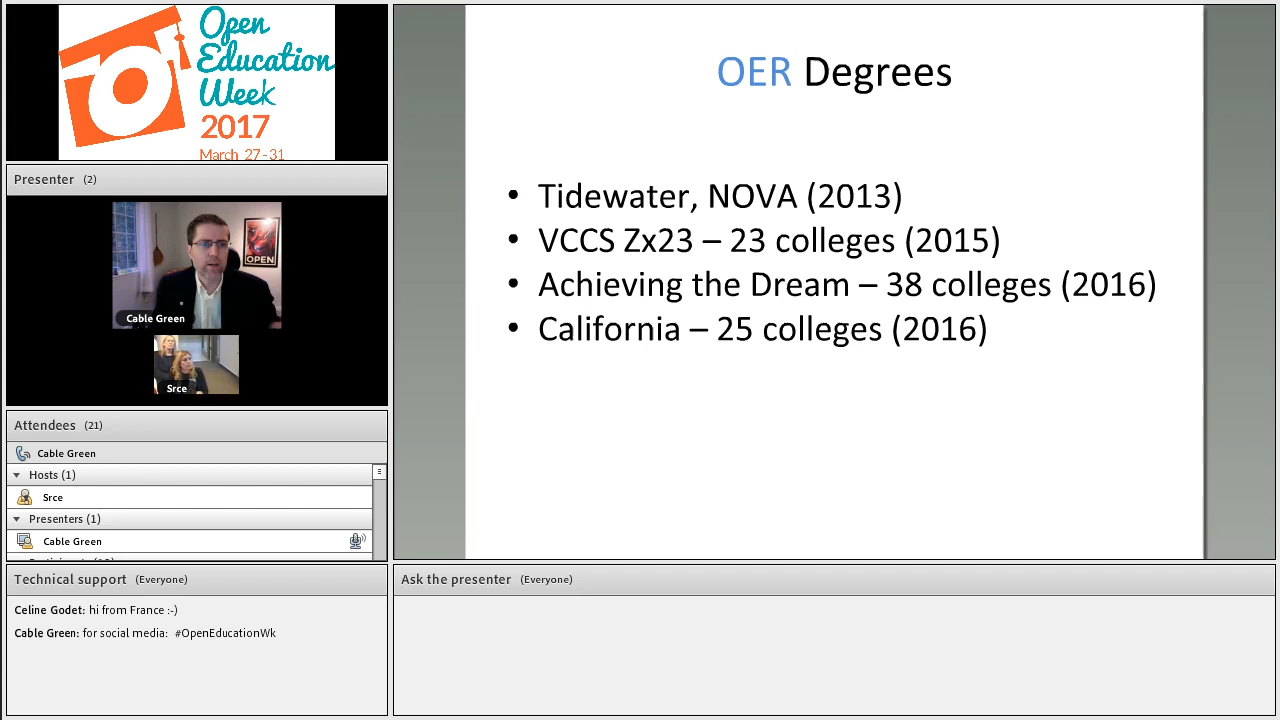 Open
Education
Week
2017
March 27-31
Presenter (2)
OPEN
Cable Green
Srce
Attendees (21)
Cable Green
Hosts (1)
Srce
Presenters (1)
Cable Green
Technical support (Everyone)
Celine Godet: hi from France :-)
Cable Green: for social media: #OpenEducationWk
OER Degrees
• Tidewater, NOVA (2013)
• VCCS Zx23 – 23 colleges (2015)
• Achieving the Dream – 38 colleges (2016)
• California – 25 colleges (2016)
Ask the presenter (Everyone)